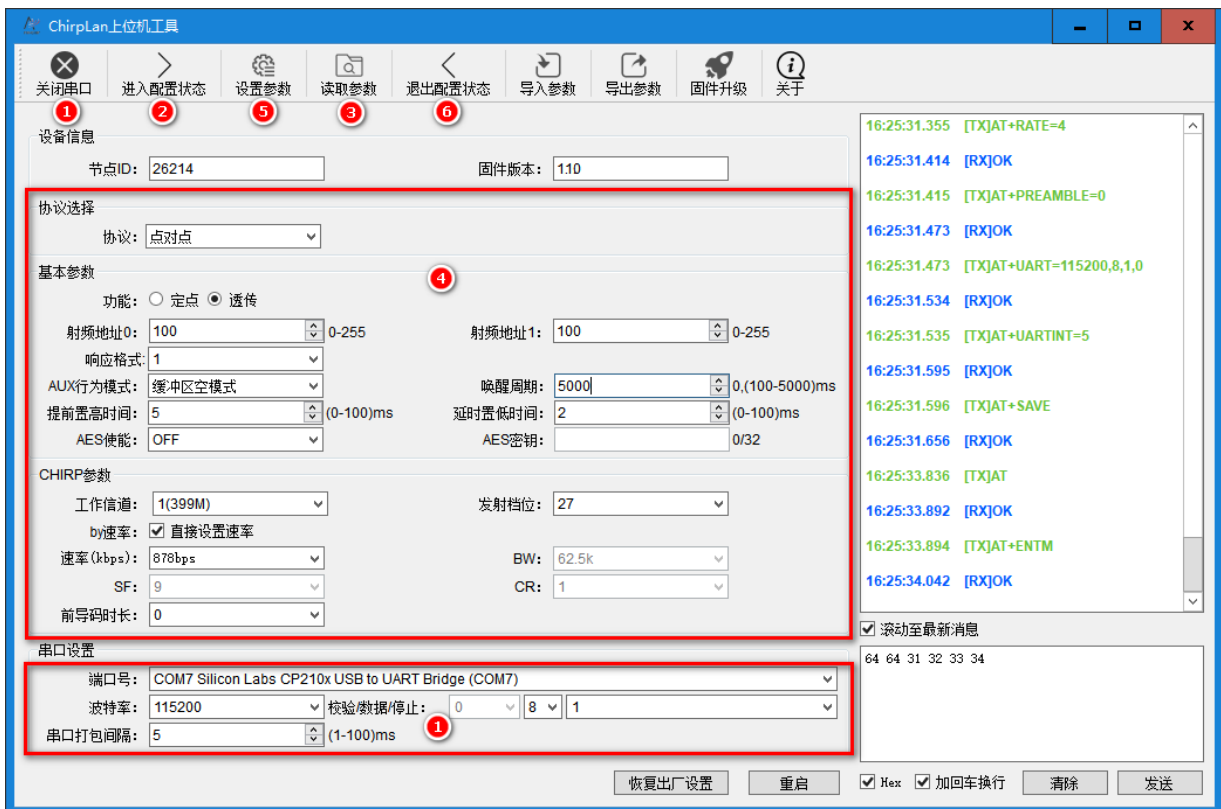 ChirpLan上位机工具
关闭串口 进入配置状态 设置参数 读取参数 退出配置状态 导入参数 导出参数 固件升级 关于
1 2 5 3 6
设备信息
节点ID: 26214 固件版本: 1.1.0
协议选择
协议: 点对点
4
基本参数
功能: 定点 透传
射频地址0: 100 0-255 射频地址1: 100 0-255
响应格式: 1
AUX行为模式: 缓冲区空模式 唤醒周期: 5000 0,(100-5000)ms
提前置高时间: 5 (0-100)ms 延时置低时间: 2 (0-100)ms
AES使能: OFF AES密钥: 0/32
CHIRP参数
工作信道: 1(399M) 发射档位: 27
by速率: 直接设置速率
速率(kbps): 878bps BW: 62.5k
SF: 9 CR: 1
前导码时长: 0
串口设置
端口号: COM7 Silicon Labs CP210x USB to UART Bridge (COM7)
波特率: 115200 校验/数据/停止: 0 8 1
1
串口打包间隔: 5 (1-100)ms
恢复出厂设置 重启
16:25:31.355 [TX]AT+RATE=4
16:25:31.414 [RX]OK
16:25:31.415 [TX]AT+PREAMBLE=0
16:25:31.473 [RX]OK
16:25:31.473 [TX]AT+UART=115200,8,1,0
16:25:31.534 [RX]OK
16:25:31.535 [TX]AT+UARTINT=5
16:25:31.595 [RX]OK
16:25:31.596 [TX]AT+SAVE
16:25:31.656 [RX]OK
16:25:33.836 [TX]AT
16:25:33.892 [RX]OK
16:25:33.894 [TX]AT+ENTM
16:25:34.042 [RX]OK
滚动至最新消息
64 64 31 32 33 34
Hex 加回车换行 清除 发送